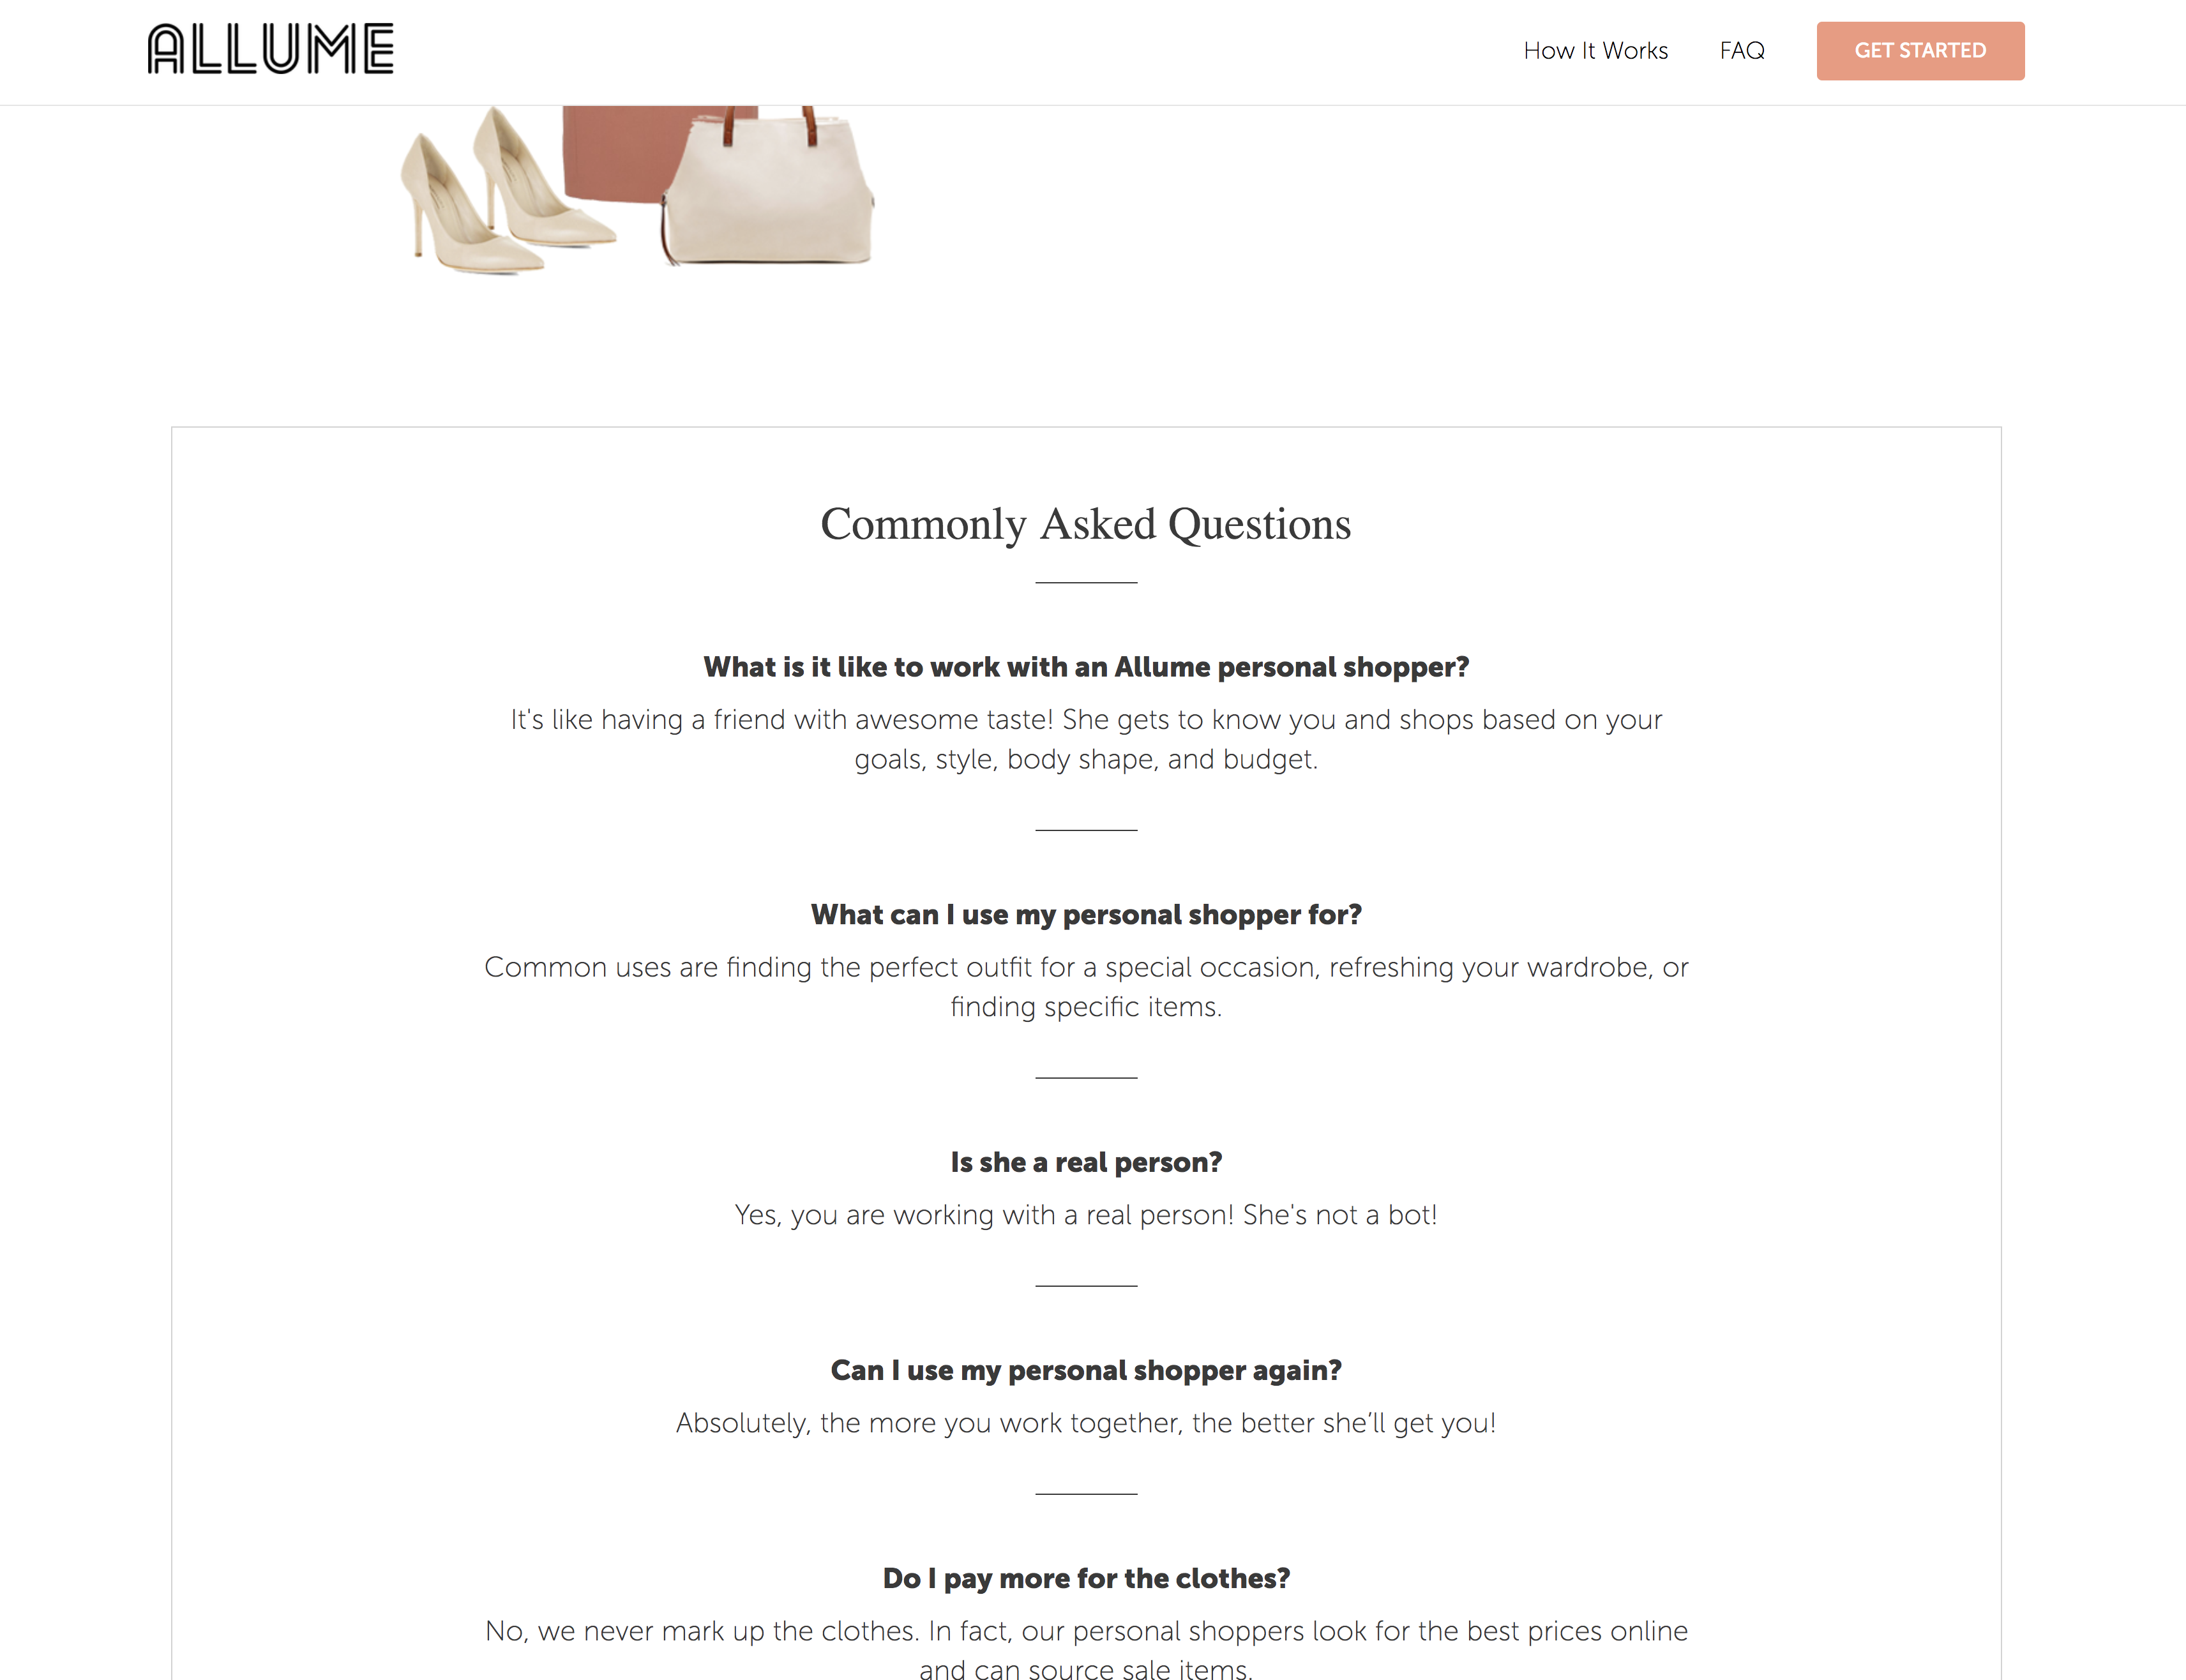 ALLUME
How It Works
FAQ
GET STARTED
Commonly Asked Questions
What is it like to work with an Allume personal shopper?
It's like having a friend with awesome taste! She gets to know you and shops based on your
goals, style, body shape, and budget.
What can I use my personal shopper for?
Common uses are finding the perfect outfit for a special occasion, refreshing your wardrobe, or
finding specific items.
Is she a real person?
Yes, you are working with a real person! She's not a bot!
Can I use my personal shopper again?
Absolutely, the more you work together, the better she’ll get you!
Do I pay more for the clothes?
No, we never mark up the clothes. In fact, our personal shoppers look for the best prices online
and can source sale items.